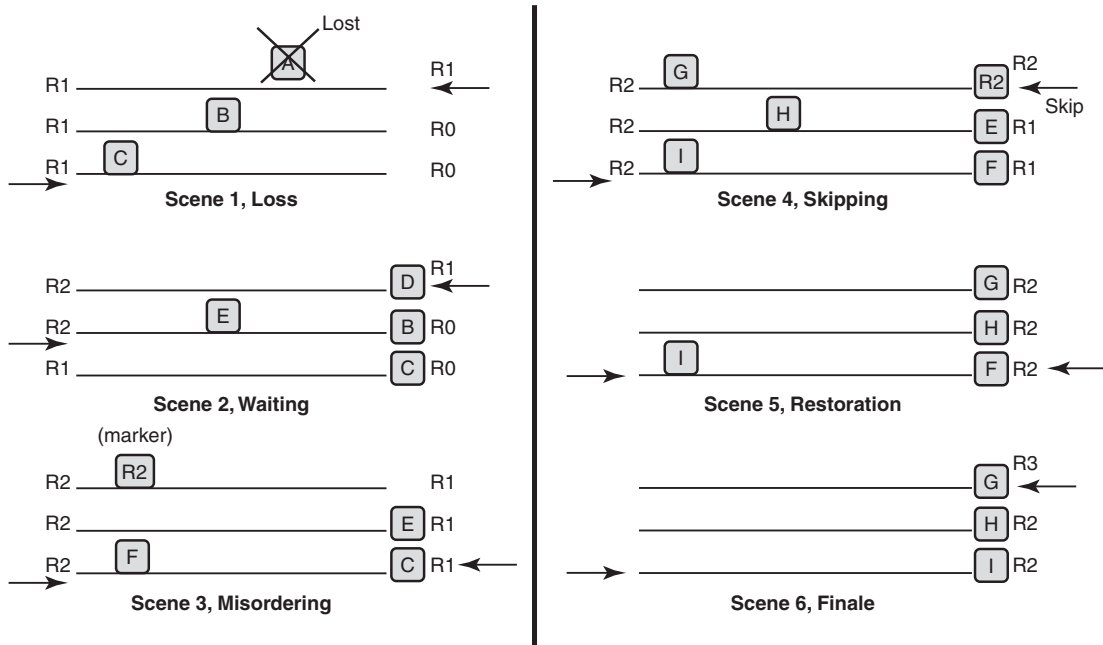 Lost
A
R1
R1
B
R1
R0
C
R1
R0
Scene 1, Loss
D
R1
R2
E
R2
B
R0
R1
C
R0
Scene 2, Waiting
(marker)
R2
R2
R1
R2
E
R1
F
R2
C
R1
Scene 3, Misordering
G
R2
R2
R2
Skip
H
R2
E
R1
I
R2
F
R1
Scene 4, Skipping
G
R2
H
R2
I
F
R2
Scene 5, Restoration
R3
G
H
R2
I
R2
Scene 6, Finale